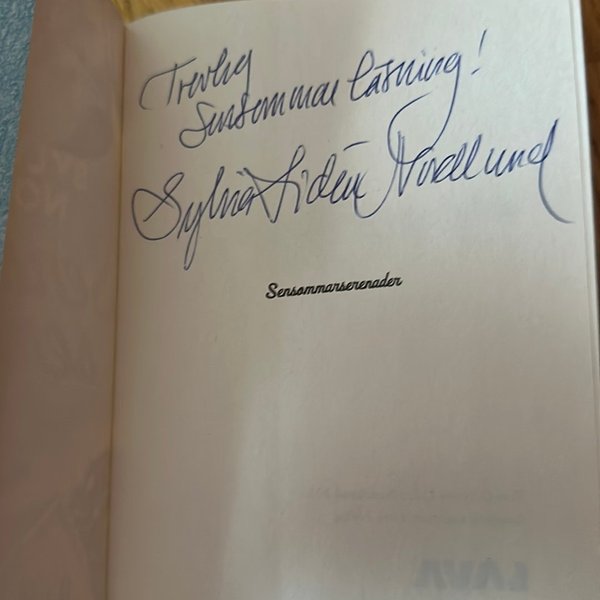 Trevlig
Sensommar läsning!
Sylvia Lidén Nordlund
Sensommarserenader